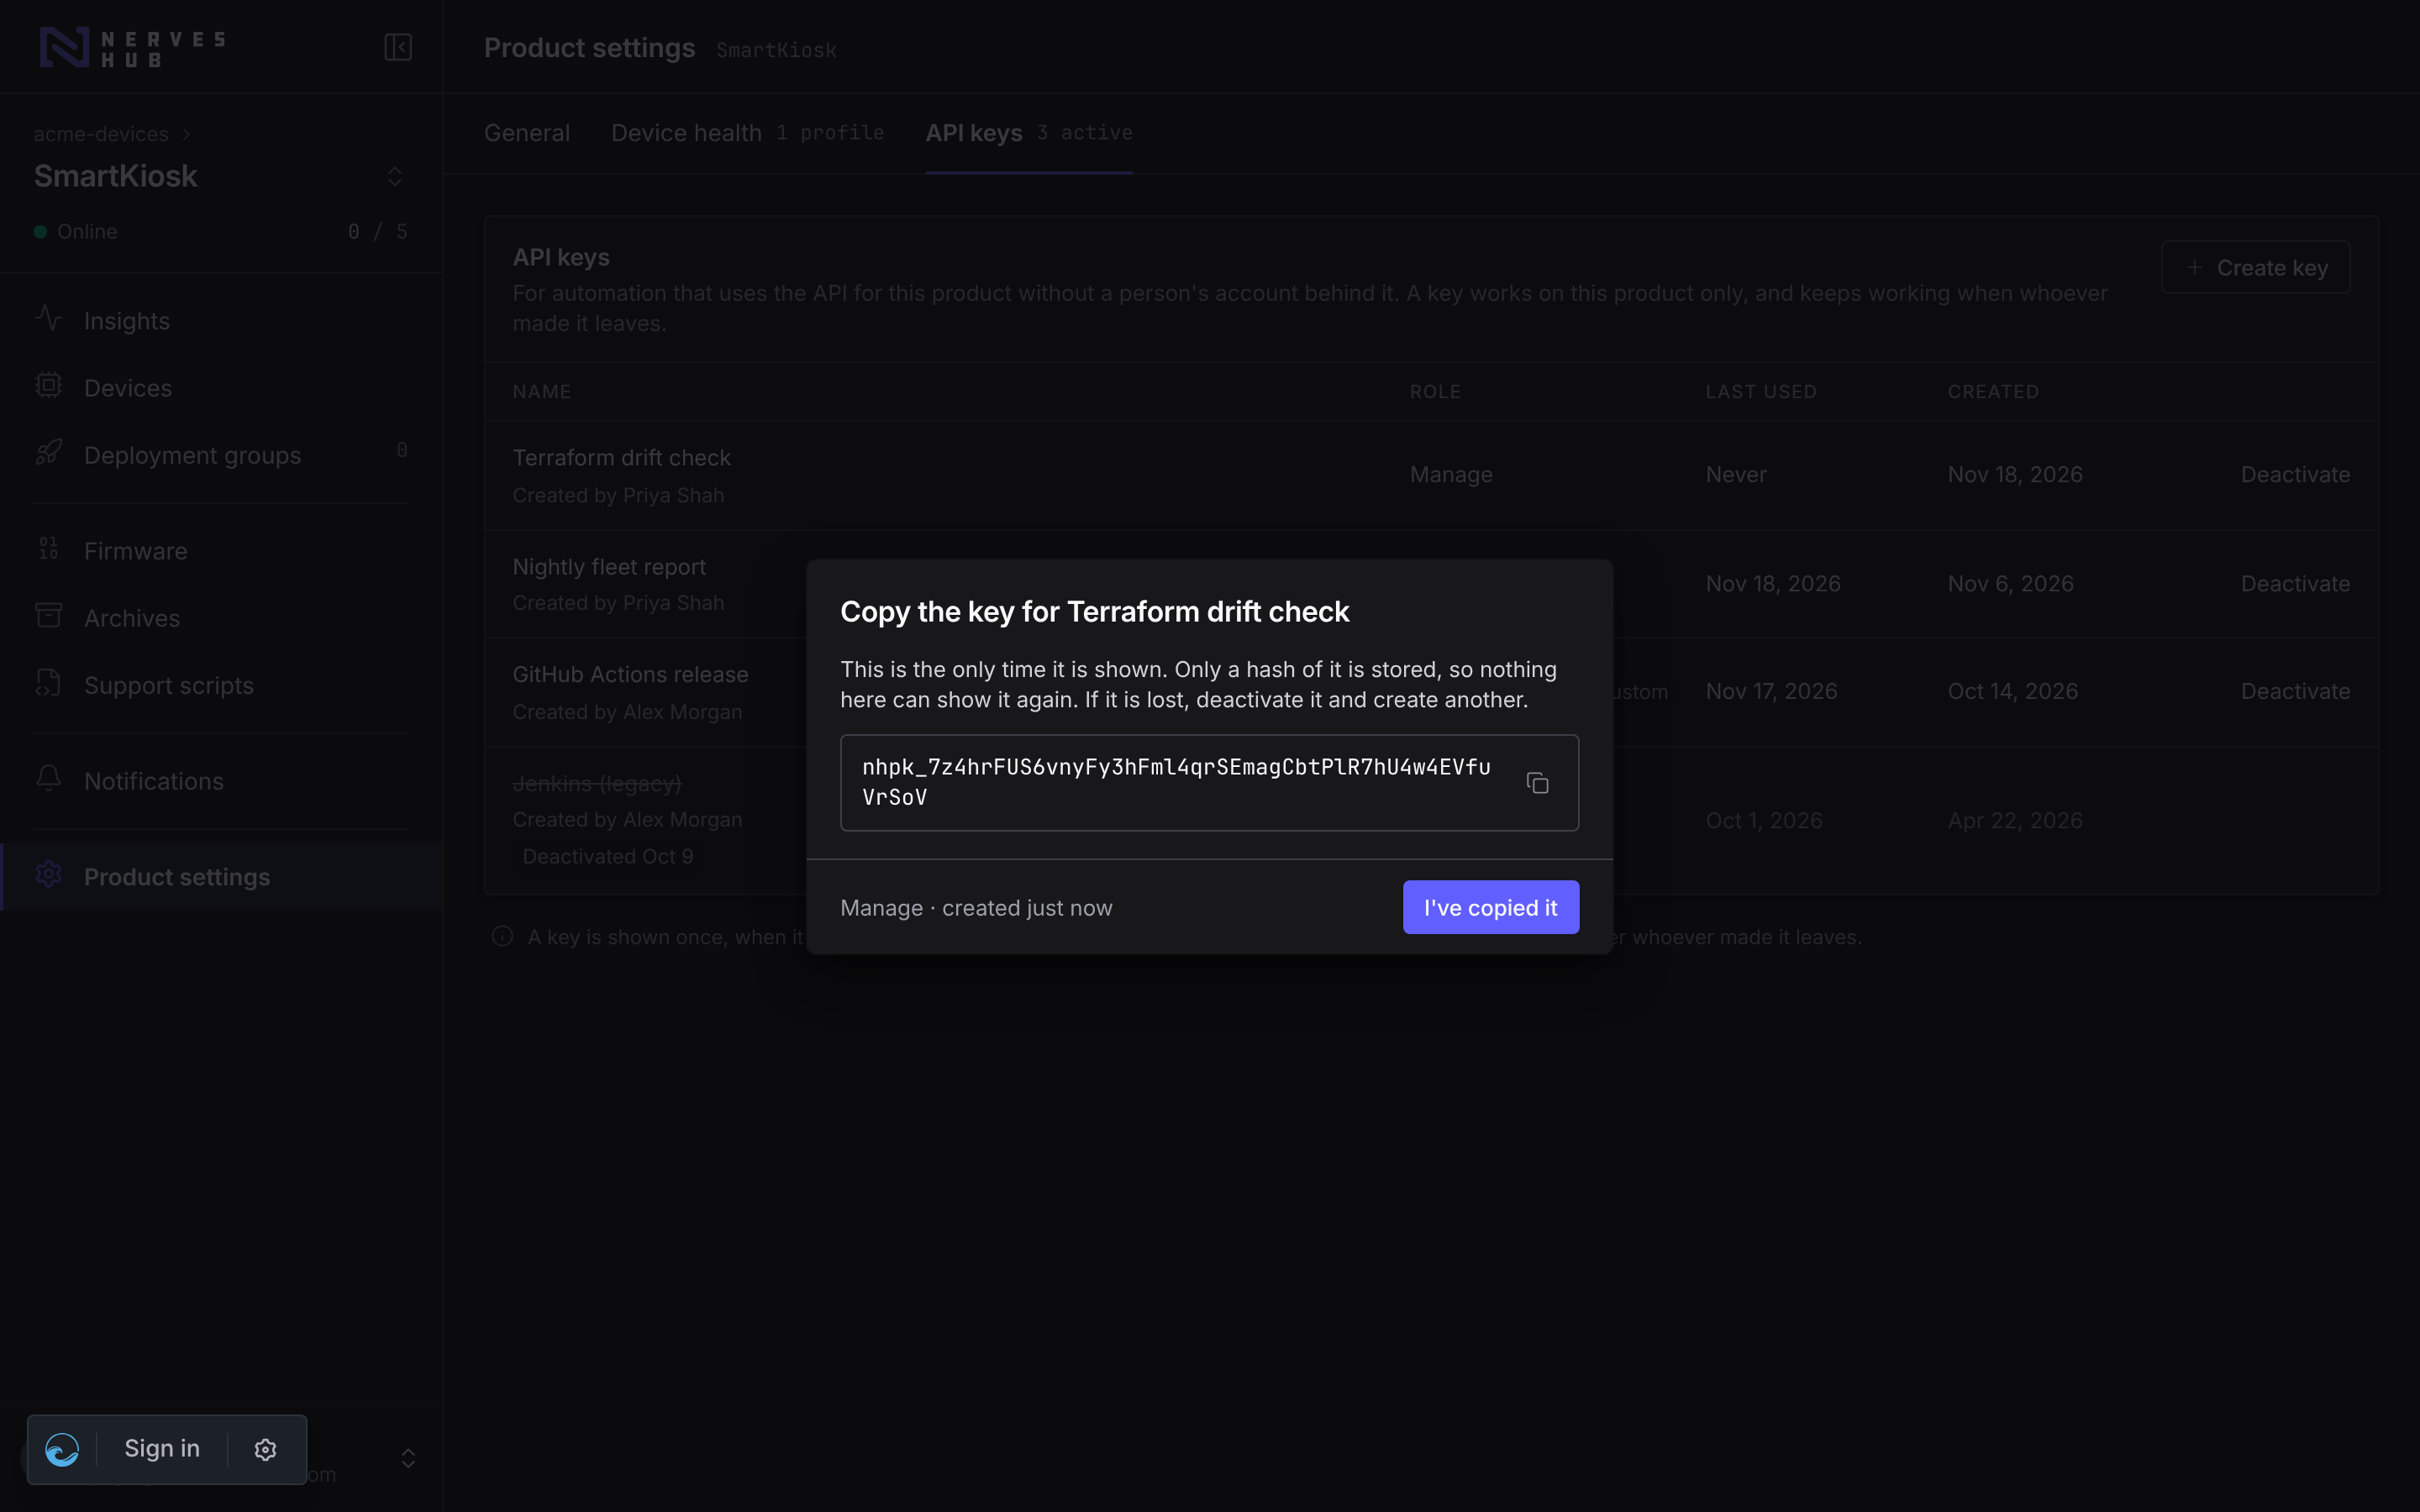 NERVES
HUB
Product settings SmartKiosk
acme-devices
SmartKiosk
Online 0 / 5
General Device health 1 profile API keys 3 active
Insights
Devices
Deployment groups 0
Firmware
Archives
Support scripts
Notifications
Product settings
API keys
Create key
For automation that uses the API for this product without a person's account behind it. A key works on this product only, and keeps working when whoever
made it leaves.
NAME ROLE LAST USED CREATED
Terraform drift check
Created by Priya Shah
Manage Never Nov 18, 2026 Deactivate
Nightly fleet report
Created by Priya Shah
Nov 18, 2026 Nov 6, 2026 Deactivate
GitHub Actions release
Created by Alex Morgan
Nov 17, 2026 Oct 14, 2026 Deactivate
Jenkins (legacy)
Created by Alex Morgan
Deactivated Oct 9
Oct 1, 2026 Apr 22, 2026
A key is shown once, when it
whoever made it leaves.
Copy the key for Terraform drift check
This is the only time it is shown. Only a hash of it is stored, so nothing
here can show it again. If it is lost, deactivate it and create another.
nhpk_7z4hrFUS6vnyFy3hFml4qrSEmagCbtPlR7hU4w4EVfu
VrSoV
Manage · created just now
I've copied it
Sign in